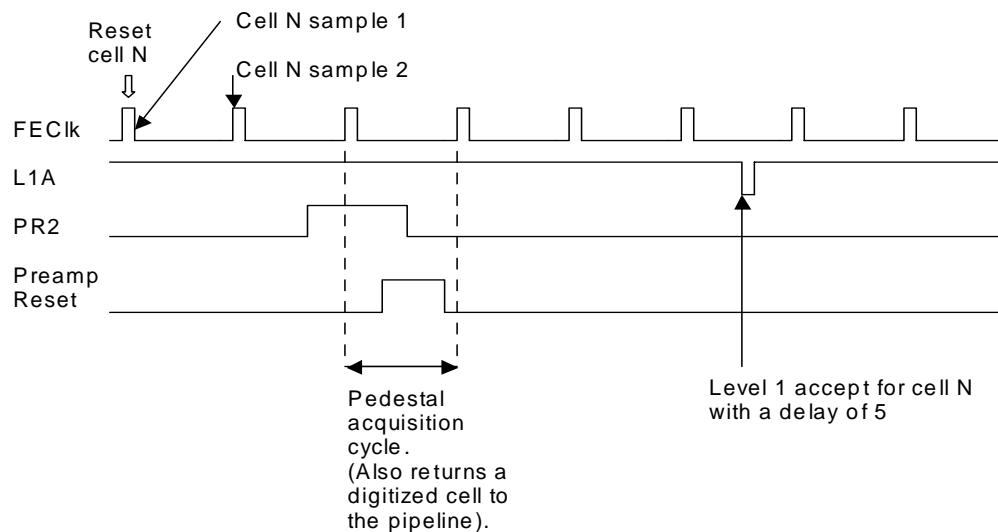 Reset
cell N
Cell N sample 1
Cell N sample 2
FEClk
L1A
PR2
Preamp
Reset
Pedestal
acquisition
cycle.
(Also returns a
digitized cell to
the pipeline).
Level 1 accept for cell N
with a delay of 5